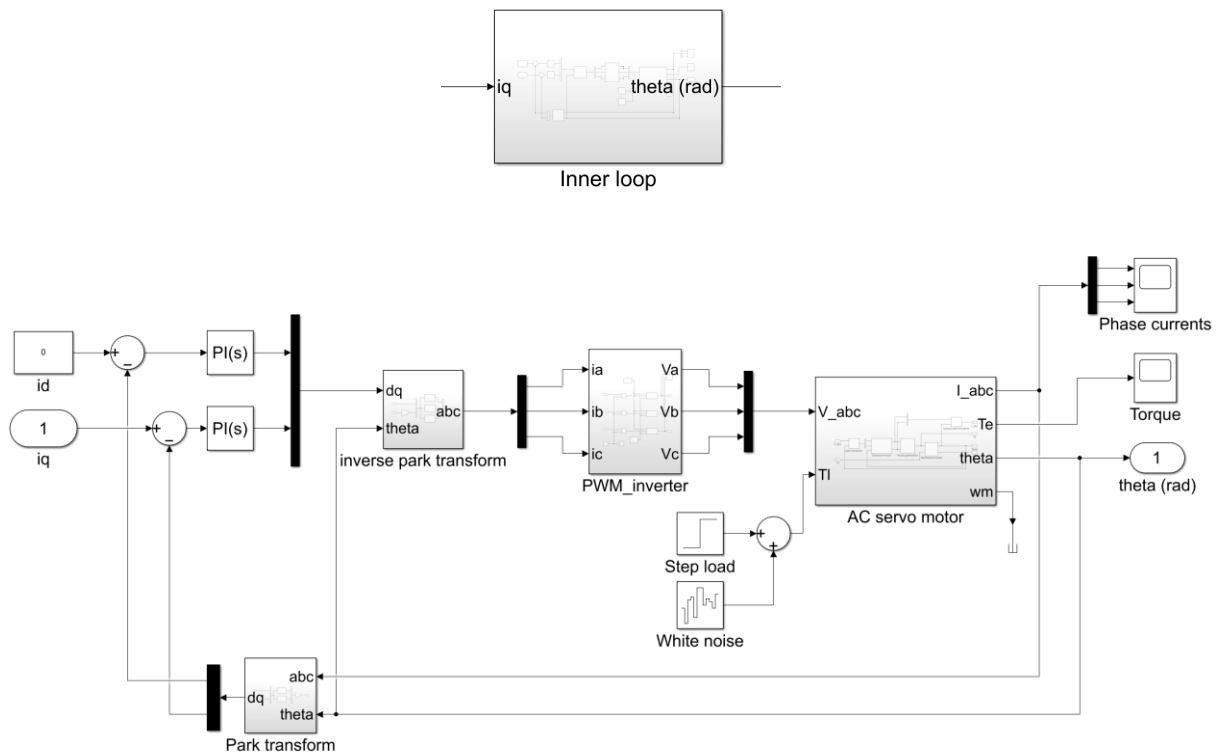 iq
theta (rad)
Inner loop
Phase currents
0
id
PI(s)
1
iq
PI(s)
dq
theta
abc
inverse park transform
ia
ib
ic
Va
Vb
Vc
PWM_inverter
V_abc
Tl
I_abc
Te
theta
wm
AC servo motor
Torque
1
theta (rad)
Step load
White noise
abc
dq
theta
Park transform